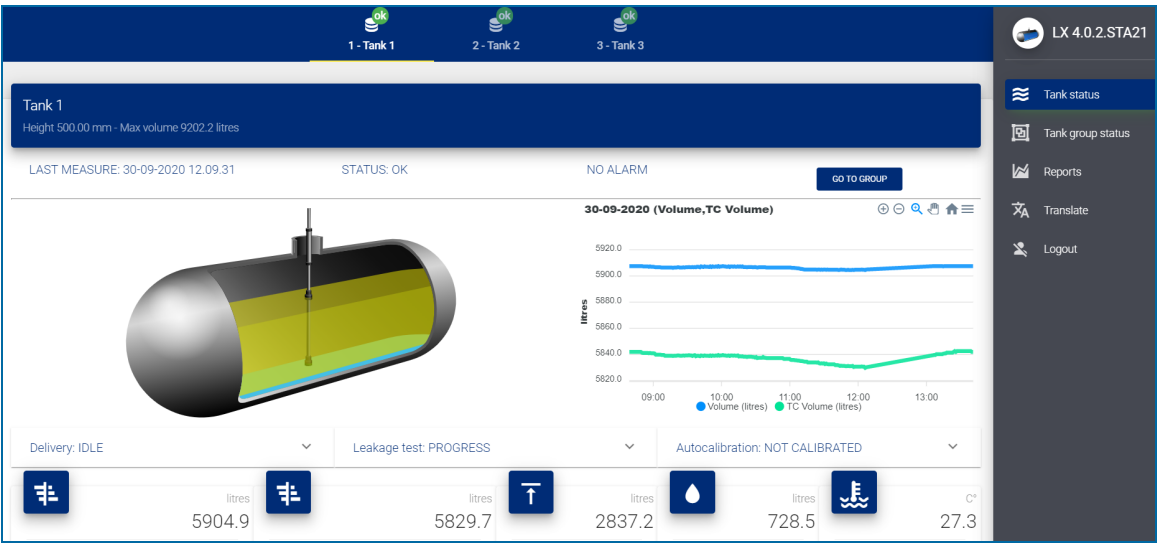 ok
ok
ok
1 - Tank 1
2 - Tank 2
3 - Tank 3
LX 4.0.2.STA21
Tank status
Tank group status
Reports
Translate
Logout
Tank 1
Height 500.00 mm - Max volume 9202.2 litres
LAST MEASURE: 30-09-2020 12.09.31
STATUS: OK
NO ALARM
GO TO GROUP
30-09-2020 (Volume,TC Volume)
litres
5920.0
5900.0
5880.0
5860.0
5840.0
5820.0
09:00 10:00 11:00 12:00 13:00
Volume (litres) TC Volume (litres)
Delivery: IDLE
Leakage test: PROGRESS
Autocalibration: NOT CALIBRATED
litres
5904.9
litres
5829.7
litres
2837.2
litres
728.5
C°
27.3